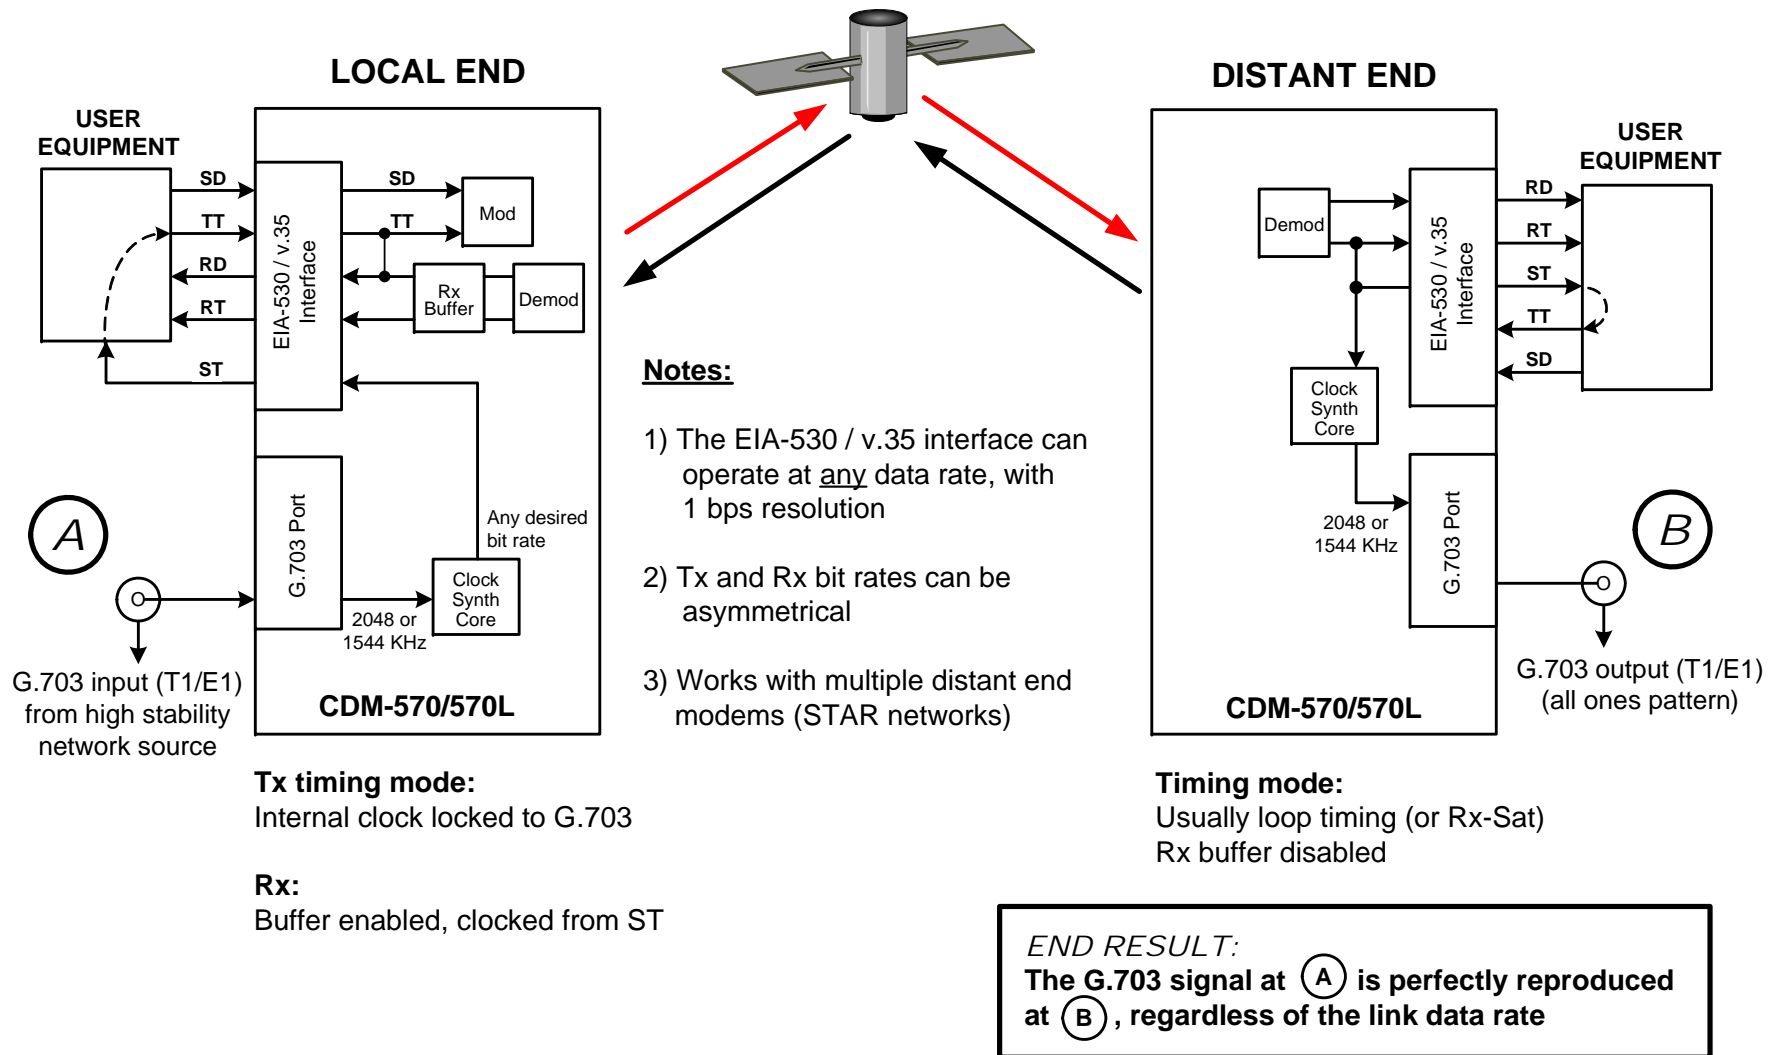 LOCAL END
DISTANT END
USER
EQUIPMENT
SD
TT
RD
RT
ST
EIA-530 / v.35
Interface
SD
TT
Mod
Rx
Buffer
Demod
G.703 Port
Any desired
bit rate
Clock
Synth
Core
2048 or
1544 KHz
A
G.703 input (T1/E1)
from high stability
network source
CDM-570/570L
Tx timing mode:
Internal clock locked to G.703
Rx:
Buffer enabled, clocked from ST
Notes:
1) The EIA-530 / v.35 interface can
operate at any data rate, with
1 bps resolution
2) Tx and Rx bit rates can be
asymmetrical
3) Works with multiple distant end
modems (STAR networks)
USER
EQUIPMENT
Demod
EIA-530 / v.35
Interface
RD
RT
ST
TT
SD
Clock
Synth
Core
2048 or
1544 KHz
G.703 Port
B
G.703 output (T1/E1)
(all ones pattern)
CDM-570/570L
Timing mode:
Usually loop timing (or Rx-Sat)
Rx buffer disabled
END RESULT:
The G.703 signal at A is perfectly reproduced
at B , regardless of the link data rate